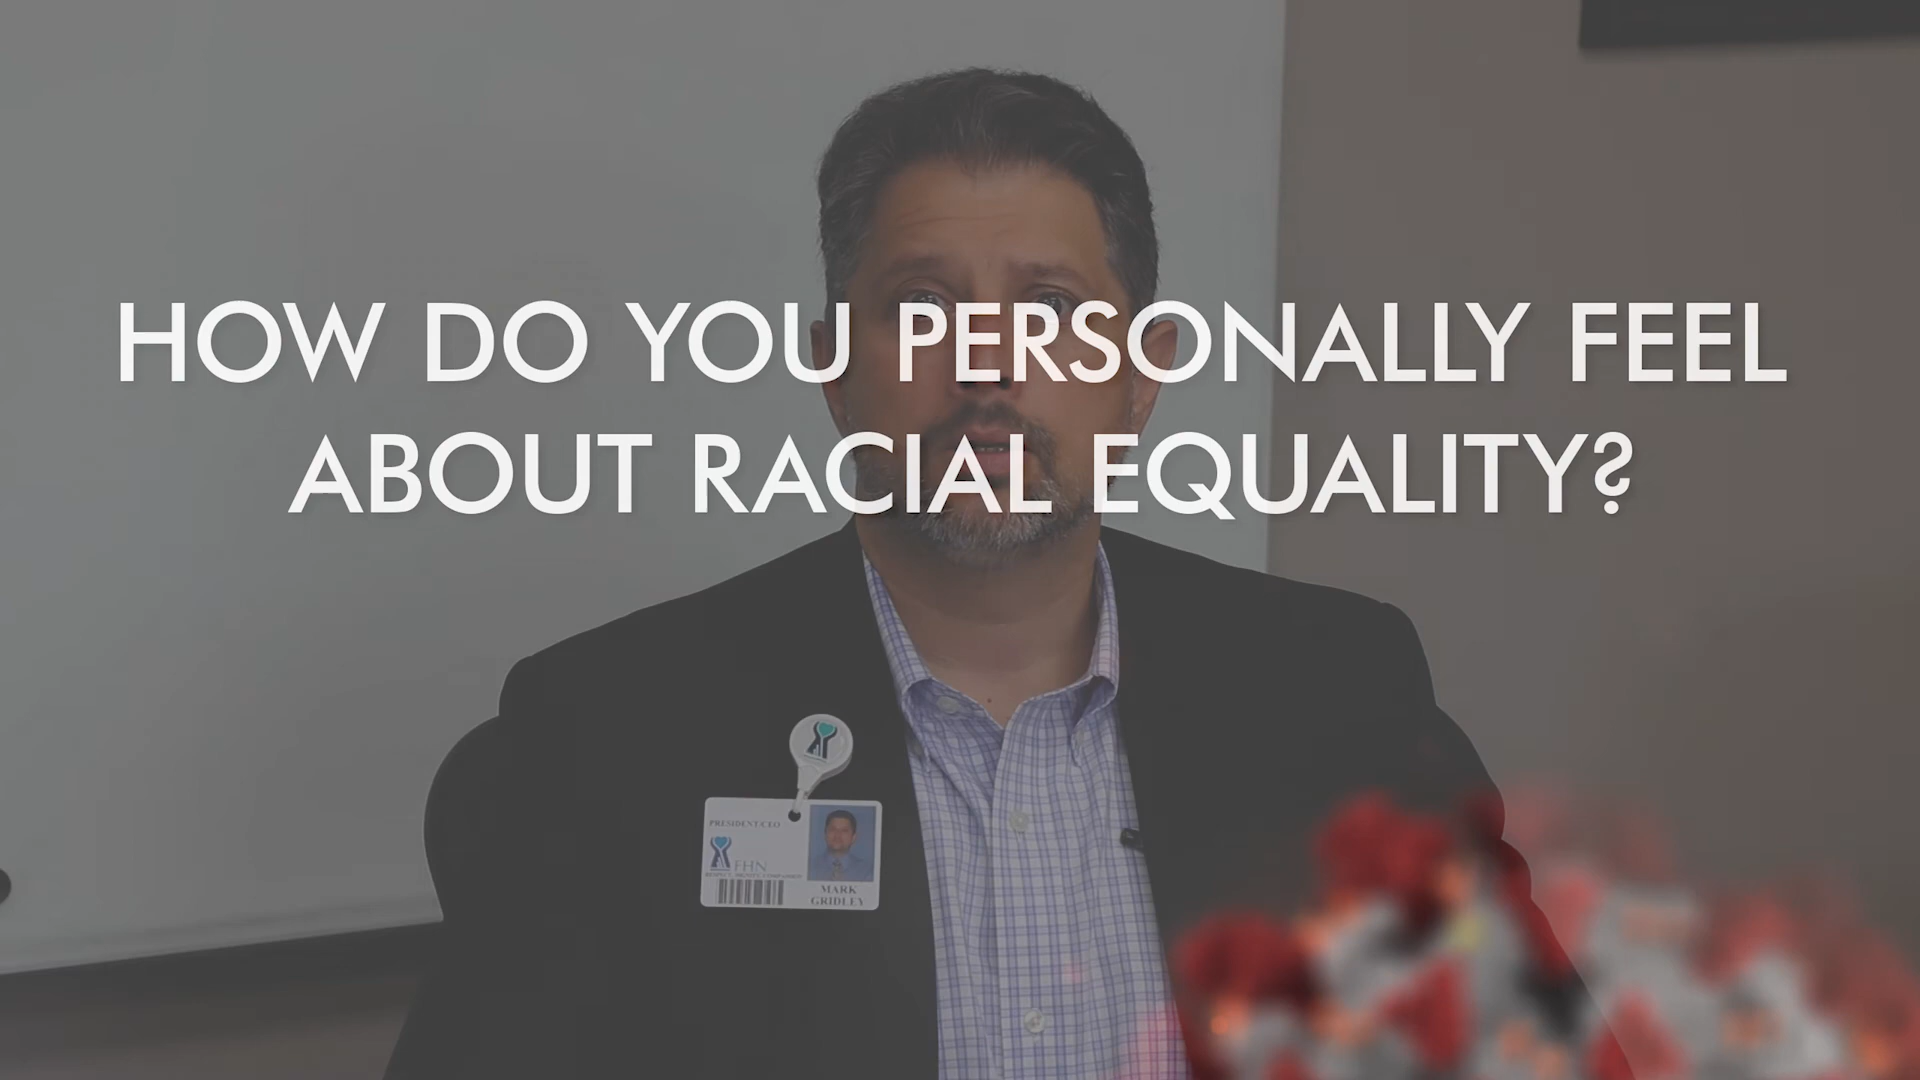 HOW DO YOU PERSONALLY FEEL
ABOUT RACIAL EQUALITY?
PRESIDENT/CEO
FHN
MARK
GRIDLEY